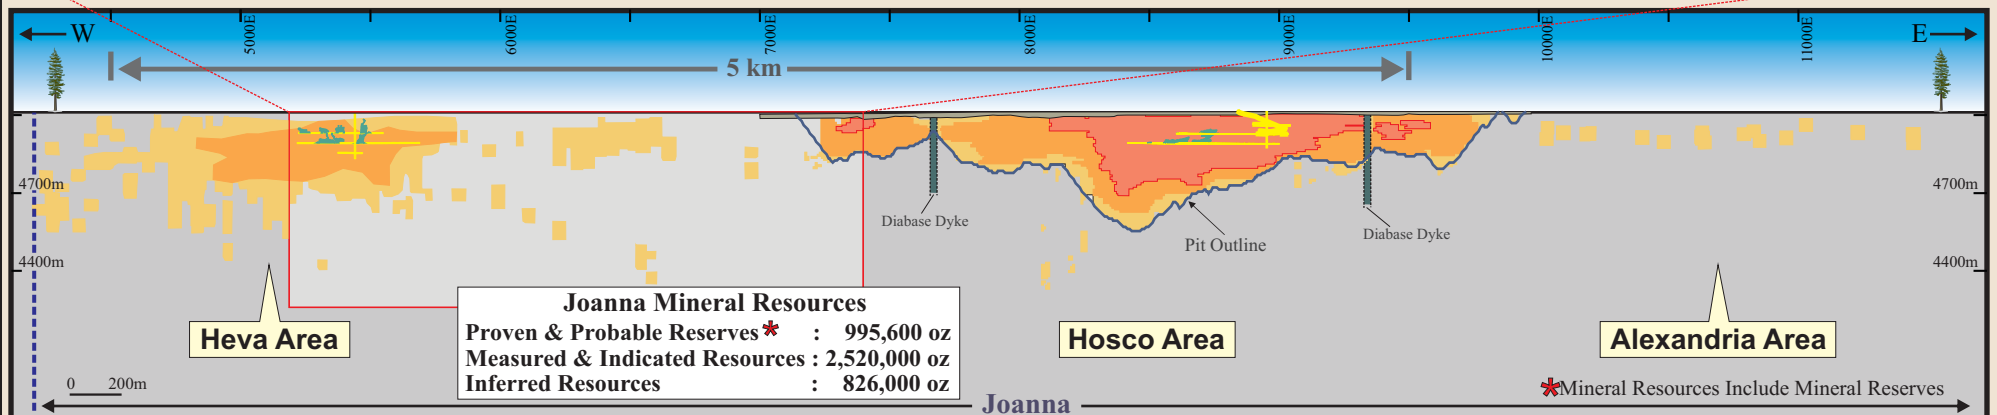 W
5000E
6000E
7000E
8000E
9000E
10000E
11000E
E
5 km
4700m
4700m
Diabase Dyke
Diabase Dyke
Pit Outline
4400m
4400m
Heva Area
Joanna Mineral Resources
Proven & Probable Reserves* : 995,600 oz
Measured & Indicated Resources : 2,520,000 oz
Inferred Resources : 826,000 oz
Hosco Area
Alexandria Area
0 200m
*Mineral Resources Include Mineral Reserves
Joanna